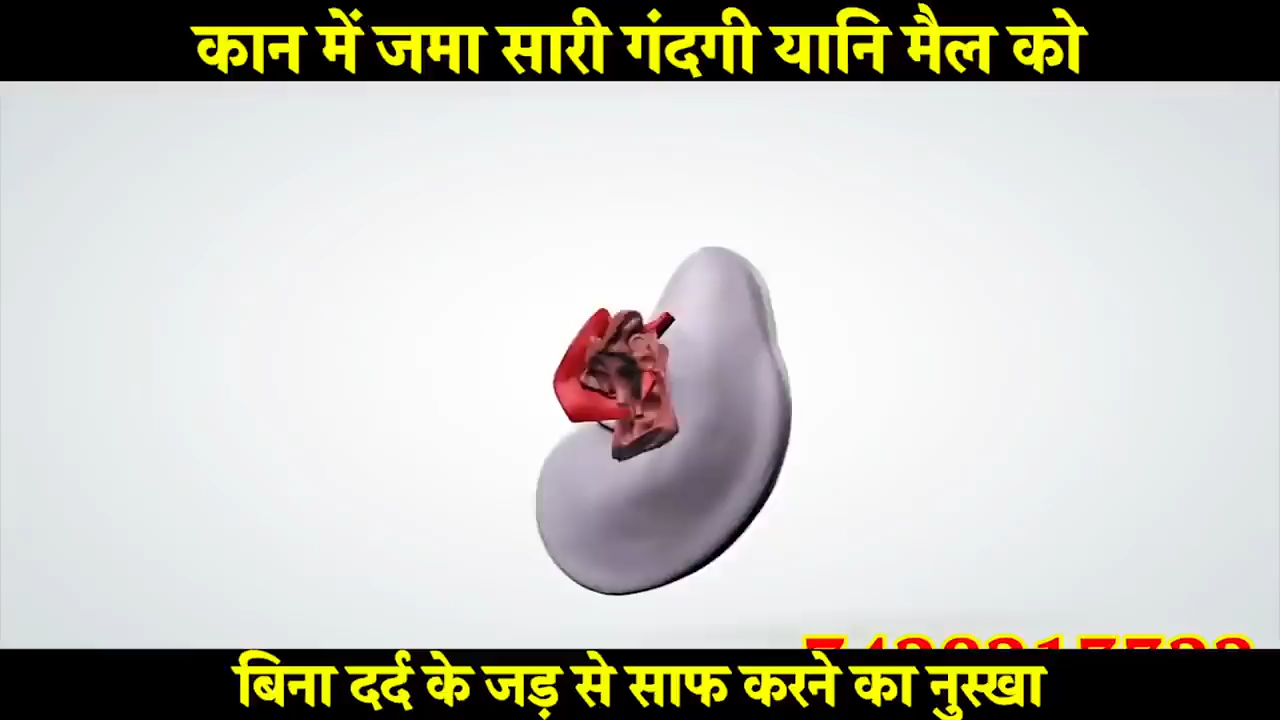 कान में जमा सारी गंदगी यानि मैल को
बिना दर्द के जड़ से साफ करने का नुस्खा